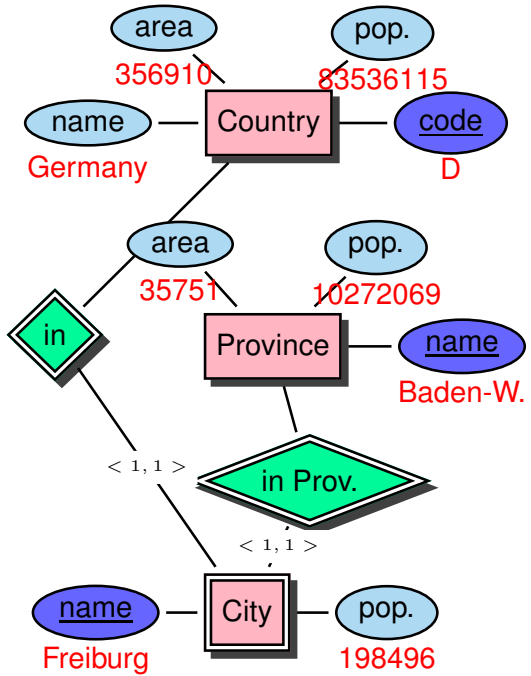 area
pop.
356910
83536115
name
Country
code
Germany
D
area
pop.
35751
10272069
in
Province
name
Baden-W.
< 1, 1 >
in Prov.
< 1, 1 >
name
City
pop.
Freiburg
198496